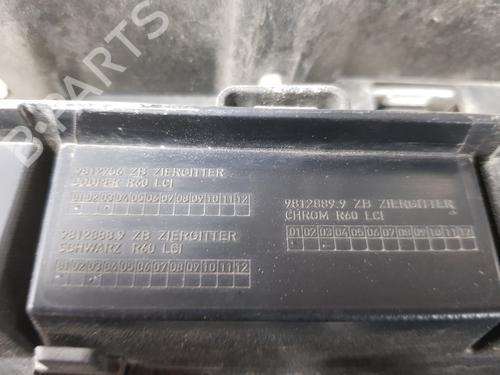 B-PARTS
9812706 ZB ZIERGITTER
COOPER R60 LCI
01 02 03 04 05 06 07 08 09 10 11 12
9812888.9 ZB ZIERGITTER
SCHWARZ R60 LCI
01 02 03 04 05 06 07 08 09 10 11 12
9812889.9 ZB ZIERGITTER
CHROM R60 LCI
01 02 03 04 05 06 07 08 09 10 11 12